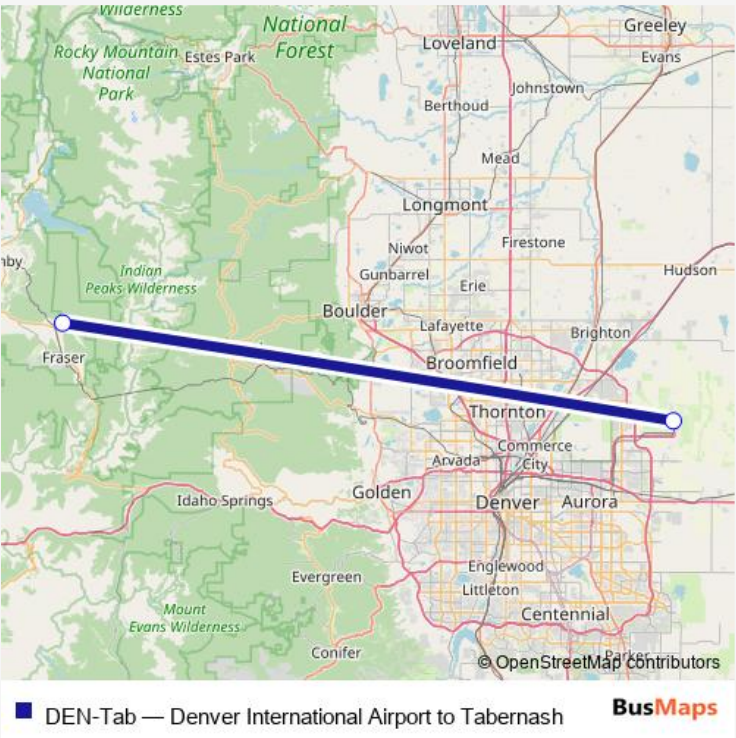 Wilderness
National
Forest
Greeley
Loveland
Evans
Rocky Mountain
National
Park
Estes Park
Johnstown
Berthoud
Mead
Longmont
Niwot
Firestone
nby
Indian
Peaks Wilderness
Gunbarrel
Hudson
Erie
Boulder
Lafayette
Brighton
Fraser
Broomfield
Thornton
Commerce
City
Arvada
Golden
Idaho Springs
Denver
Aurora
Evergreen
Englewood
Littleton
Mount
Evans Wilderness
Centennial
Conifer
Parker
© OpenStreetMap contributors
DEN-Tab — Denver International Airport to Tabernash
BusMaps